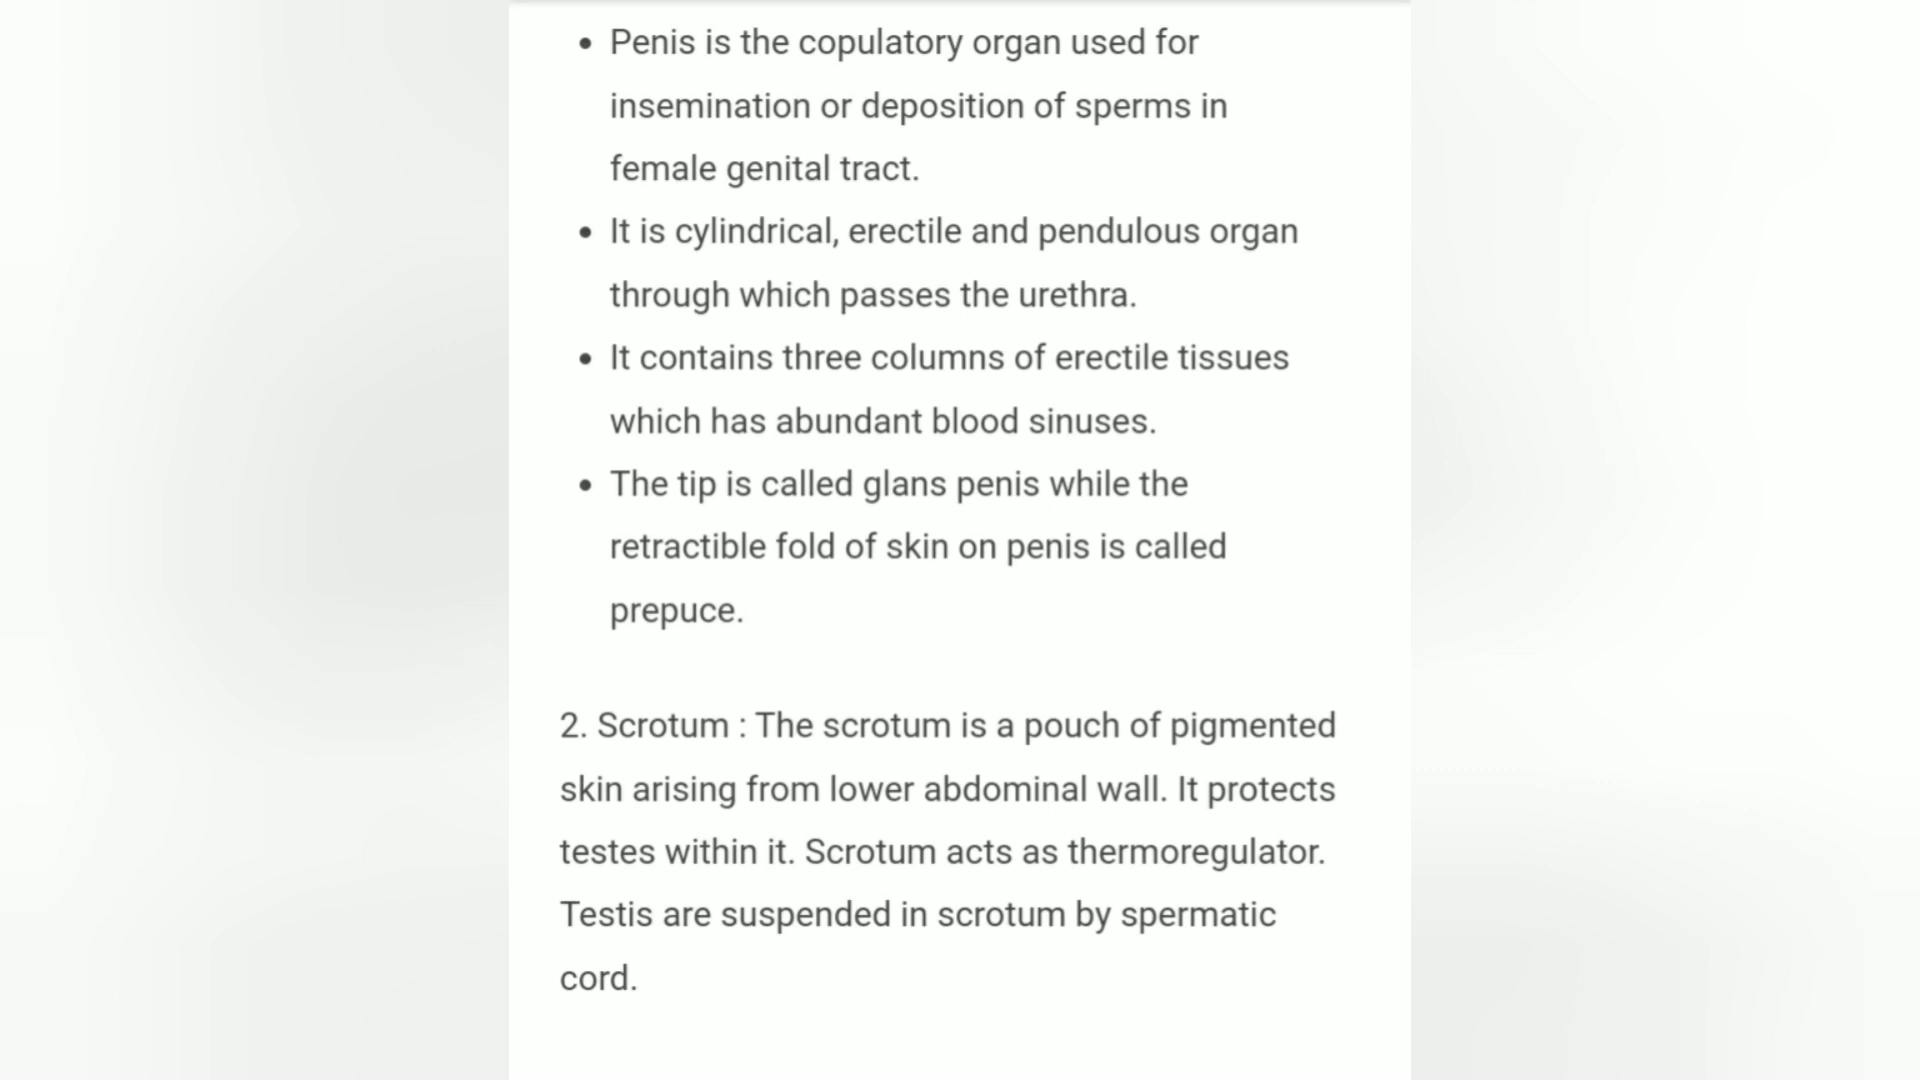 • Penis is the copulatory organ used for
insemination or deposition of sperms in
female genital tract.
• It is cylindrical, erectile and pendulous organ
through which passes the urethra.
• It contains three columns of erectile tissues
which has abundant blood sinuses.
• The tip is called glans penis while the
retractible fold of skin on penis is called
prepuce.
2. Scrotum : The scrotum is a pouch of pigmented
skin arising from lower abdominal wall. It protects
testes within it. Scrotum acts as thermoregulator.
Testis are suspended in scrotum by spermatic
cord.